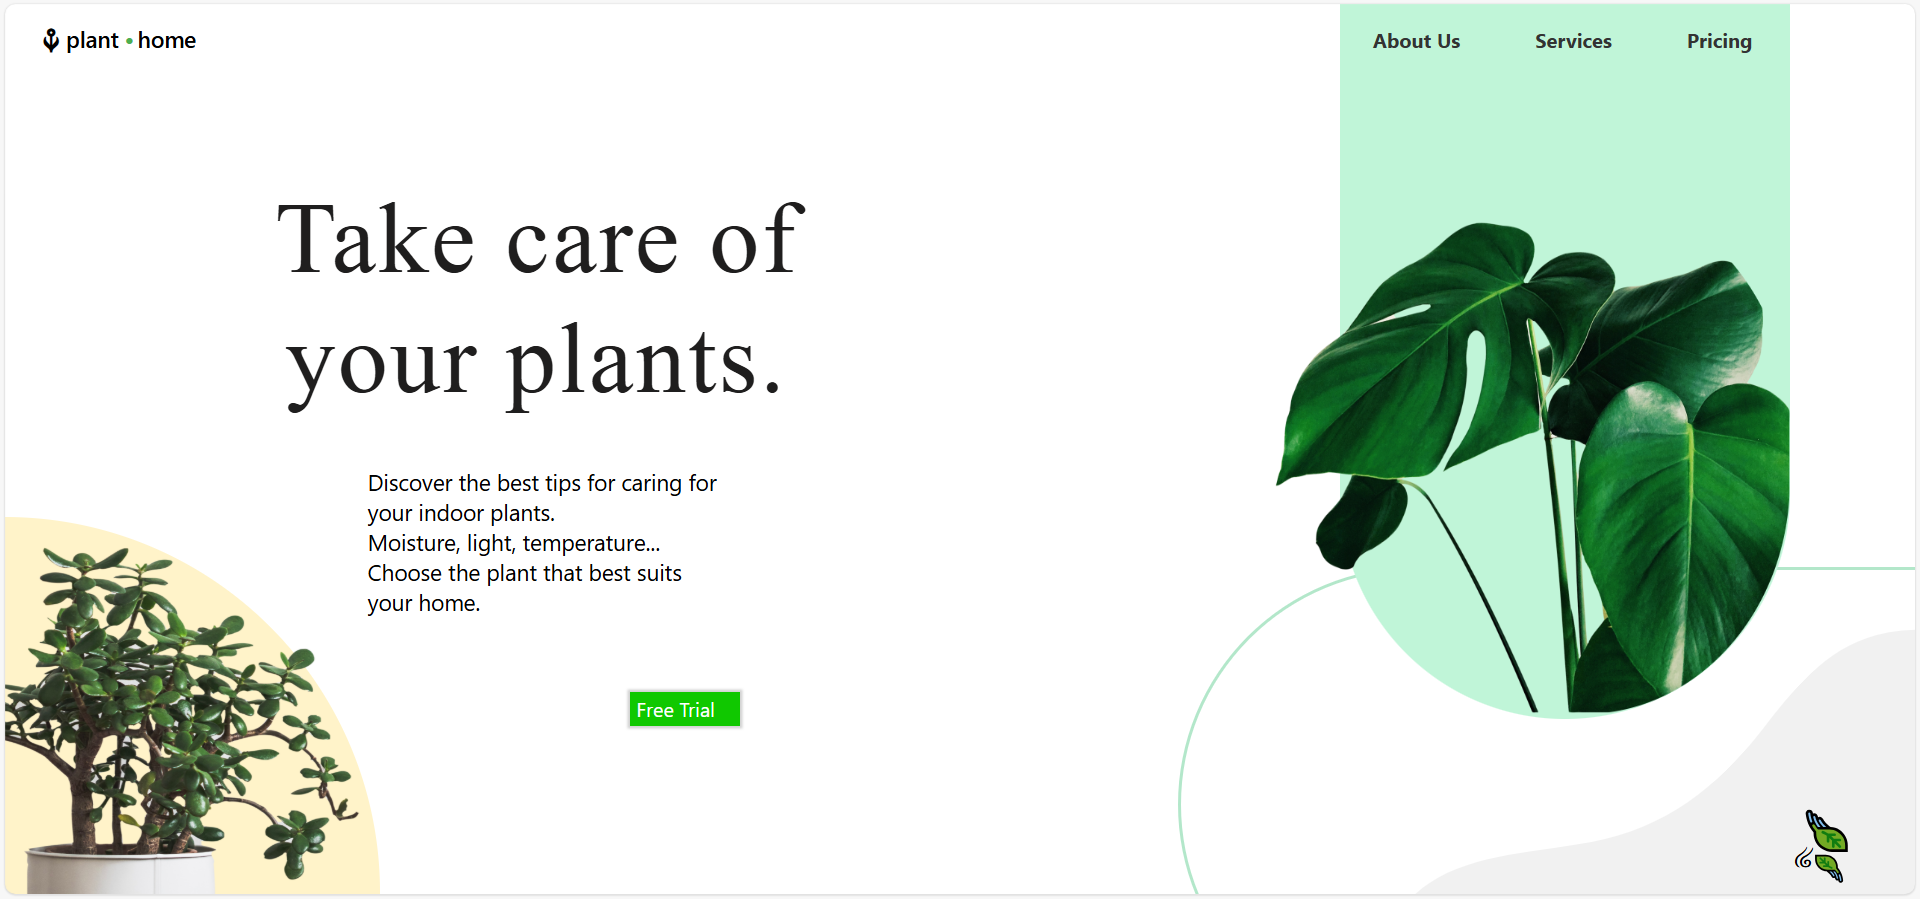 plant • home
About Us Services Pricing
Take care of
your plants.
Discover the best tips for caring for
your indoor plants.
Moisture, light, temperature...
Choose the plant that best suits
your home.
Free Trial